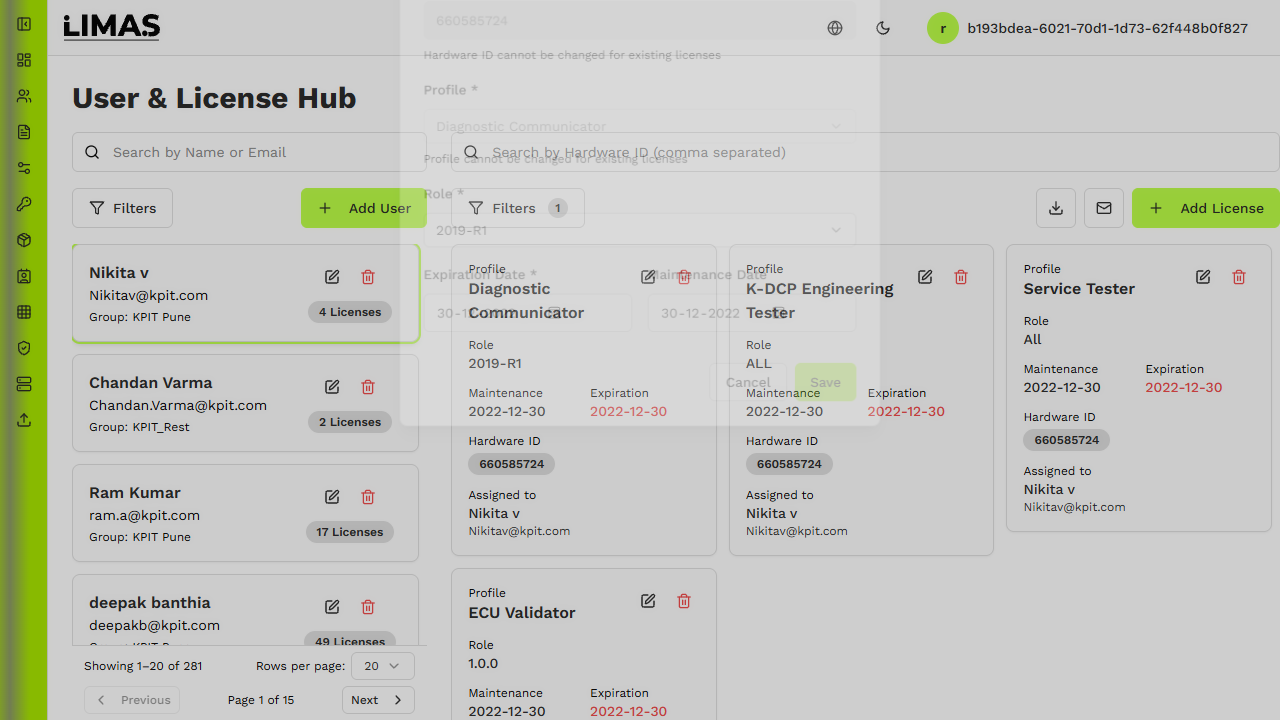 LIMAS
r
b193bdea-6021-70d1-1d73-62f448b0f827
User & License Hub
Search by Name or Email
Search by Hardware ID (comma separated)
Filters
Add User
Filters
1
Add License
Nikita v
Nikitav@kpit.com
Group: KPIT Pune
4 Licenses
Chandan Varma
Chandan.Varma@kpit.com
Group: KPIT_Rest
2 Licenses
Ram Kumar
ram.a@kpit.com
Group: KPIT Pune
17 Licenses
deepak banthia
deepakb@kpit.com
49 Licenses
Showing 1–20 of 281
Rows per page:
20
Previous
Page 1 of 15
Next
Profile
Diagnostic
Communicator
Role
2019-R1
Maintenance
2022-12-30
Expiration
2022-12-30
Hardware ID
660585724
Assigned to
Nikita v
Nikitav@kpit.com
Profile
K-DCP Engineering
Tester
Role
ALL
Maintenance
2022-12-30
Expiration
2022-12-30
Hardware ID
660585724
Assigned to
Nikita v
Nikitav@kpit.com
Profile
Service Tester
Role
All
Maintenance
2022-12-30
Expiration
2022-12-30
Hardware ID
660585724
Assigned to
Nikita v
Nikitav@kpit.com
Profile
ECU Validator
Role
1.0.0
Maintenance
2022-12-30
Expiration
2022-12-30
660585724
Hardware ID cannot be changed for existing licenses
Profile *
Diagnostic Communicator
Profile cannot be changed for existing licenses
Role *
2019-R1
Expiration Date *
Maintenance Date
30-12-2022
Cancel
Save